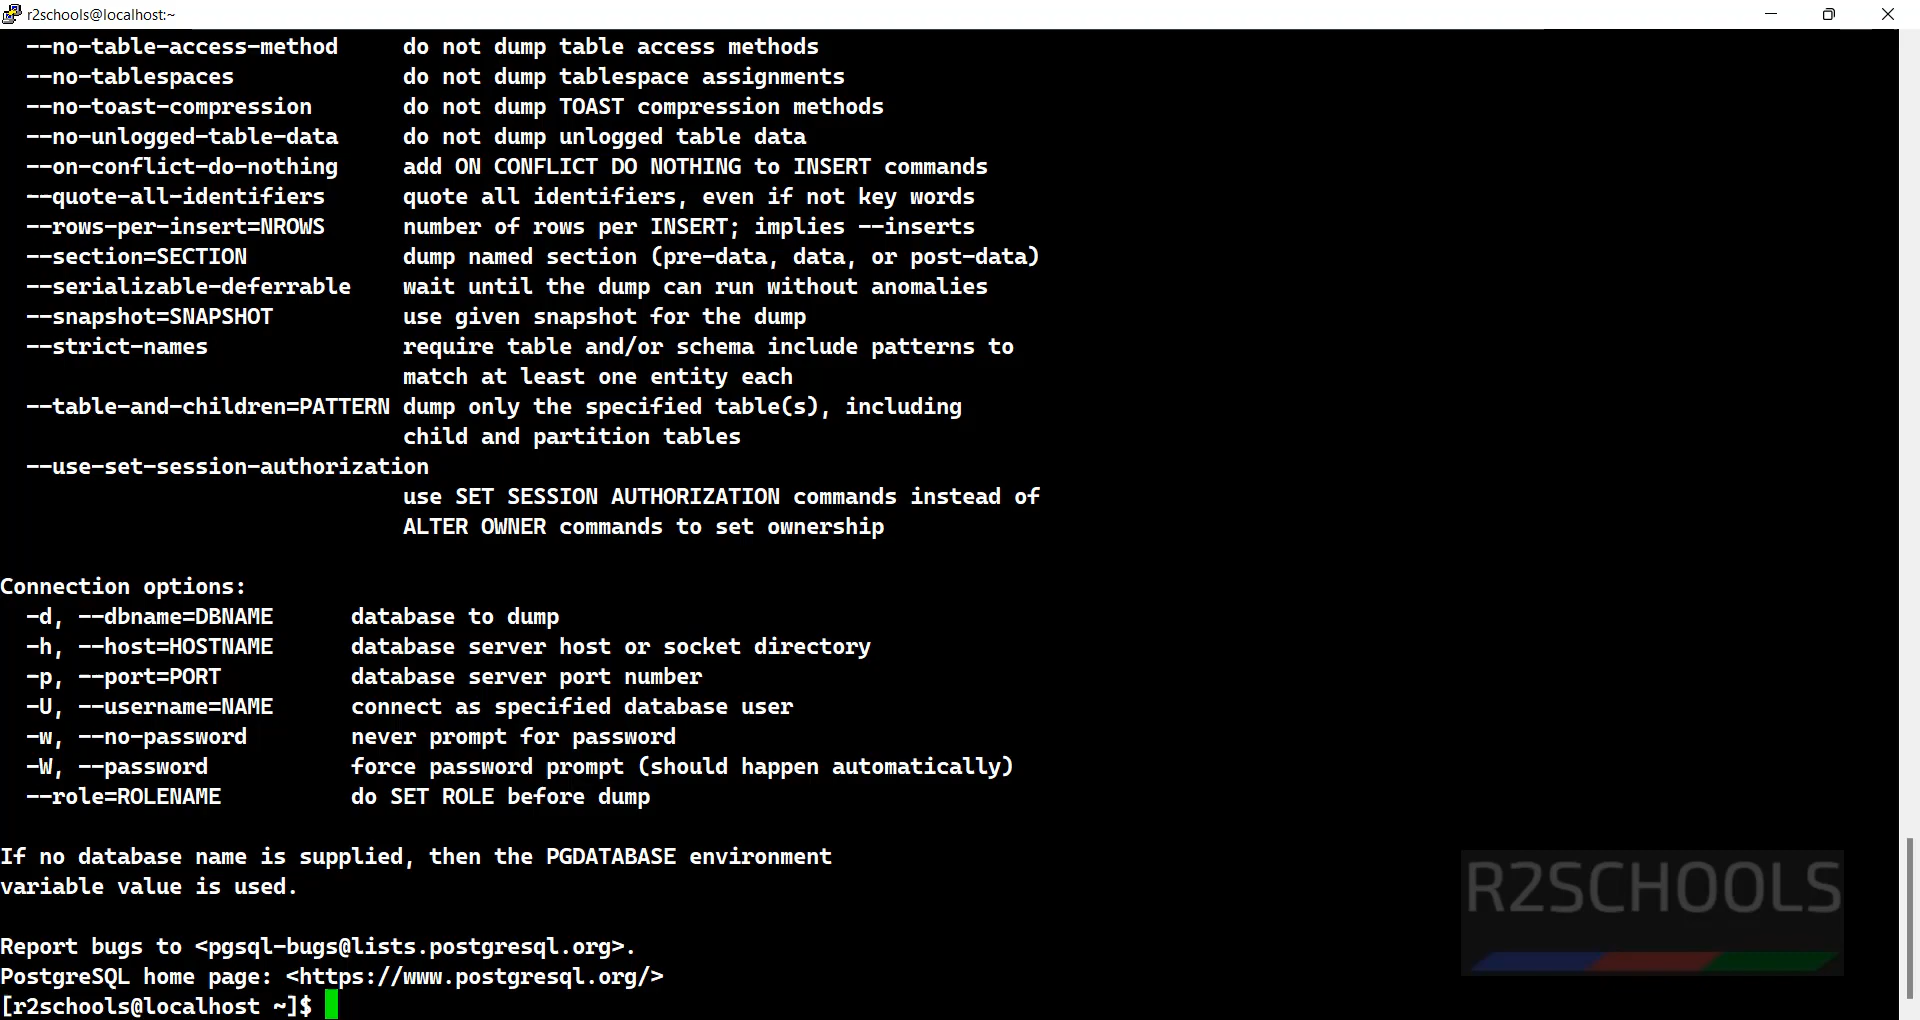 r2schools@localhost:~
--no-table-access-method     do not dump table access methods
--no-tablespaces             do not dump tablespace assignments
--no-toast-compression       do not dump TOAST compression methods
--no-unlogged-table-data     do not dump unlogged table data
--on-conflict-do-nothing     add ON CONFLICT DO NOTHING to INSERT commands
--quote-all-identifiers      quote all identifiers, even if not key words
--rows-per-insert=NROWS      number of rows per INSERT; implies --inserts
--section=SECTION            dump named section (pre-data, data, or post-data)
--serializable-deferrable    wait until the dump can run without anomalies
--snapshot=SNAPSHOT          use given snapshot for the dump
--strict-names               require table and/or schema include patterns to
                             match at least one entity each
--table-and-children=PATTERN dump only the specified table(s), including
                             child and partition tables
--use-set-session-authorization
                             use SET SESSION AUTHORIZATION commands instead of
                             ALTER OWNER commands to set ownership
Connection options:
  -d, --dbname=DBNAME      database to dump
  -h, --host=HOSTNAME      database server host or socket directory
  -p, --port=PORT          database server port number
  -U, --username=NAME      connect as specified database user
  -w, --no-password        never prompt for password
  -W, --password           force password prompt (should happen automatically)
  --role=ROLENAME          do SET ROLE before dump
If no database name is supplied, then the PGDATABASE environment
variable value is used.
R2SCHOOLS
Report bugs to <pgsql-bugs@lists.postgresql.org>.
PostgreSQL home page: <https://www.postgresql.org/>
[r2schools@localhost ~]$